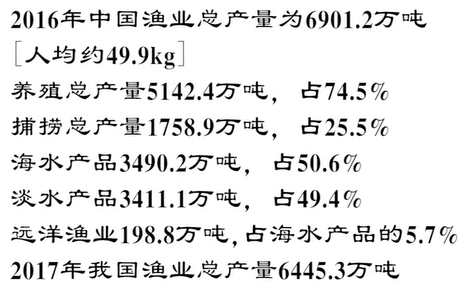 2016年中国渔业总产量为6901.2万吨
[人均约49.9kg]
养殖总产量5142.4万吨，占74.5%
捕捞总产量1758.9万吨，占25.5%
海水产品3490.2万吨，占50.6%
淡水产品3411.1万吨，占49.4%
远洋渔业198.8万吨,占海水产品的5.7%
2017年我国渔业总产量6445.3万吨